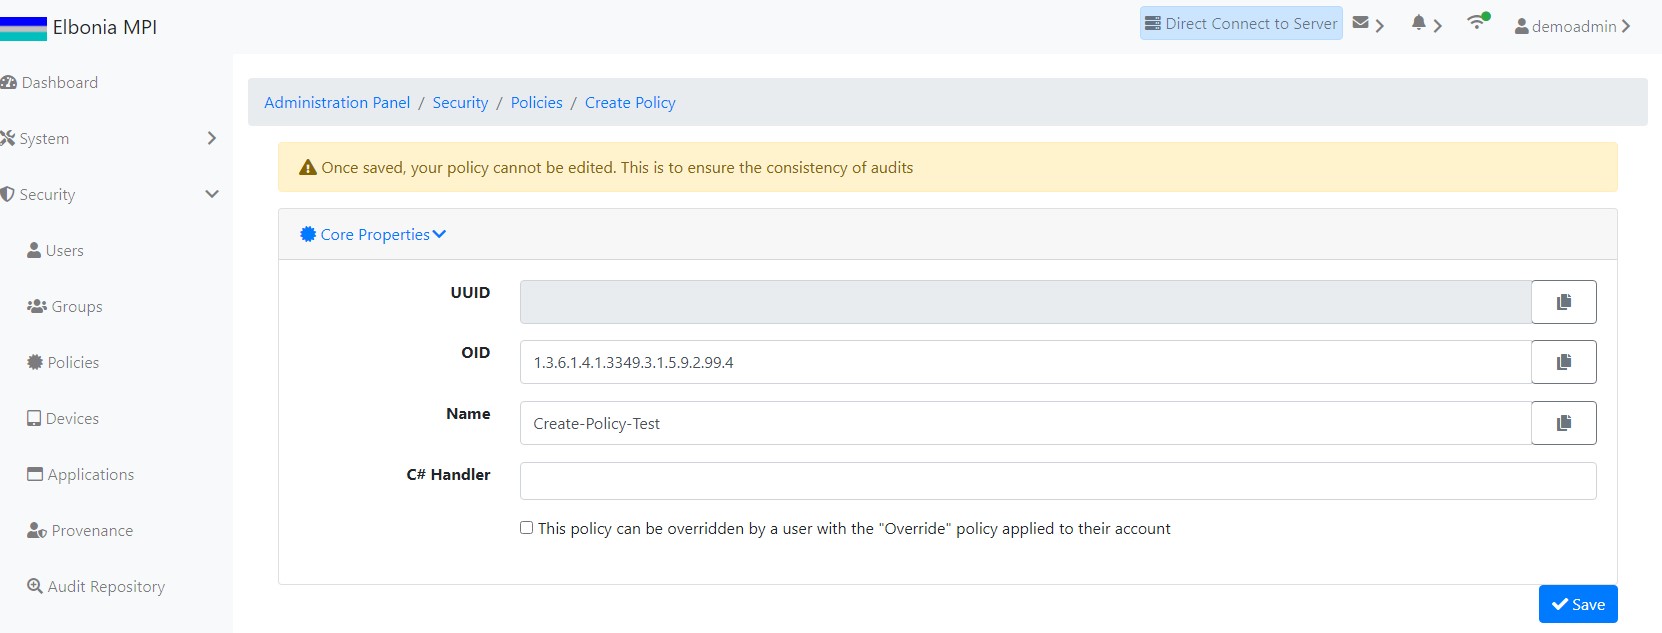 Elbonia MPI
Direct Connect to Server
demoadmin
Dashboard
System
Security
Users
Groups
Policies
Devices
Applications
Provenance
Audit Repository
Administration Panel / Security / Policies / Create Policy
Once saved, your policy cannot be edited. This is to ensure the consistency of audits
Core Properties
UUID
OID
1.3.6.1.4.1.3349.3.1.5.9.2.99.4
Name
Create-Policy-Test
C# Handler
This policy can be overridden by a user with the "Override" policy applied to their account
Save